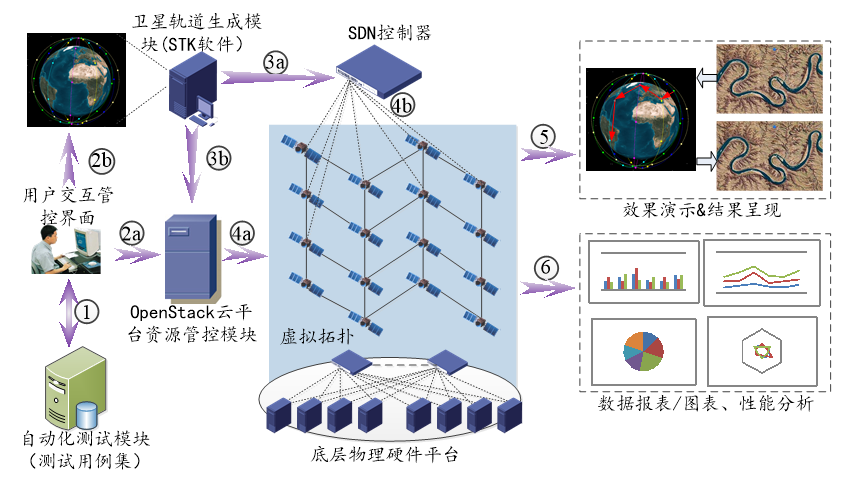 卫星轨道生成模
块(STK软件)
SDN控制器
3a
4b
2b
3b
5
用户交互管
控界面
效果演示&结果呈现
2a
4a
6
1
OpenStack云平
台资源管控模块
虚拟拓扑
自动化测试模块
(测试用例集)
底层物理硬件平台
数据报表/图表、性能分析